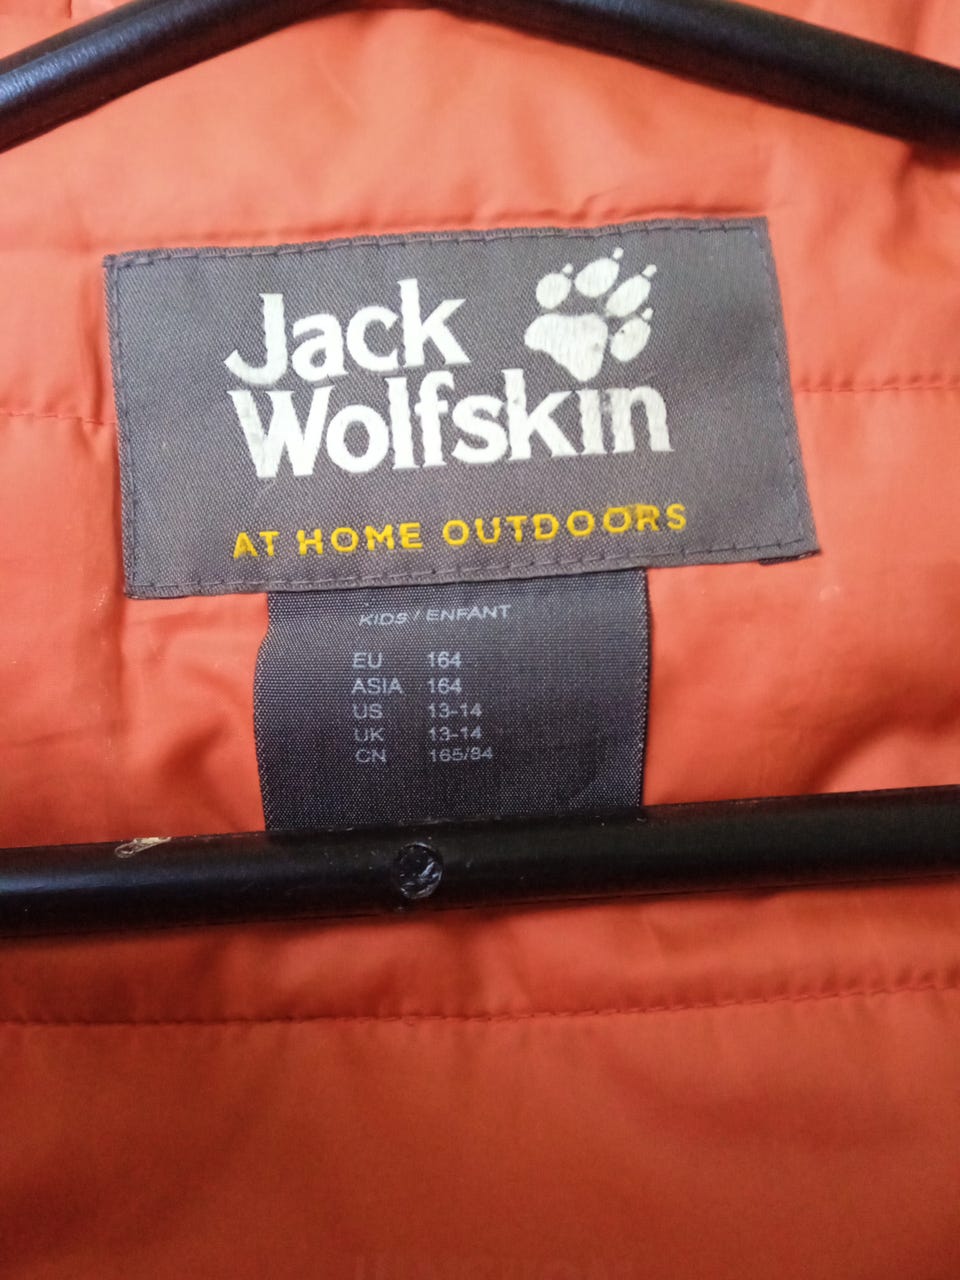 Jack
Wolfskin
AT HOME OUTDOORS
KIDS / ENFANT
EU 164
ASIA 164
US 13-14
UK 13-14
CN 165/84